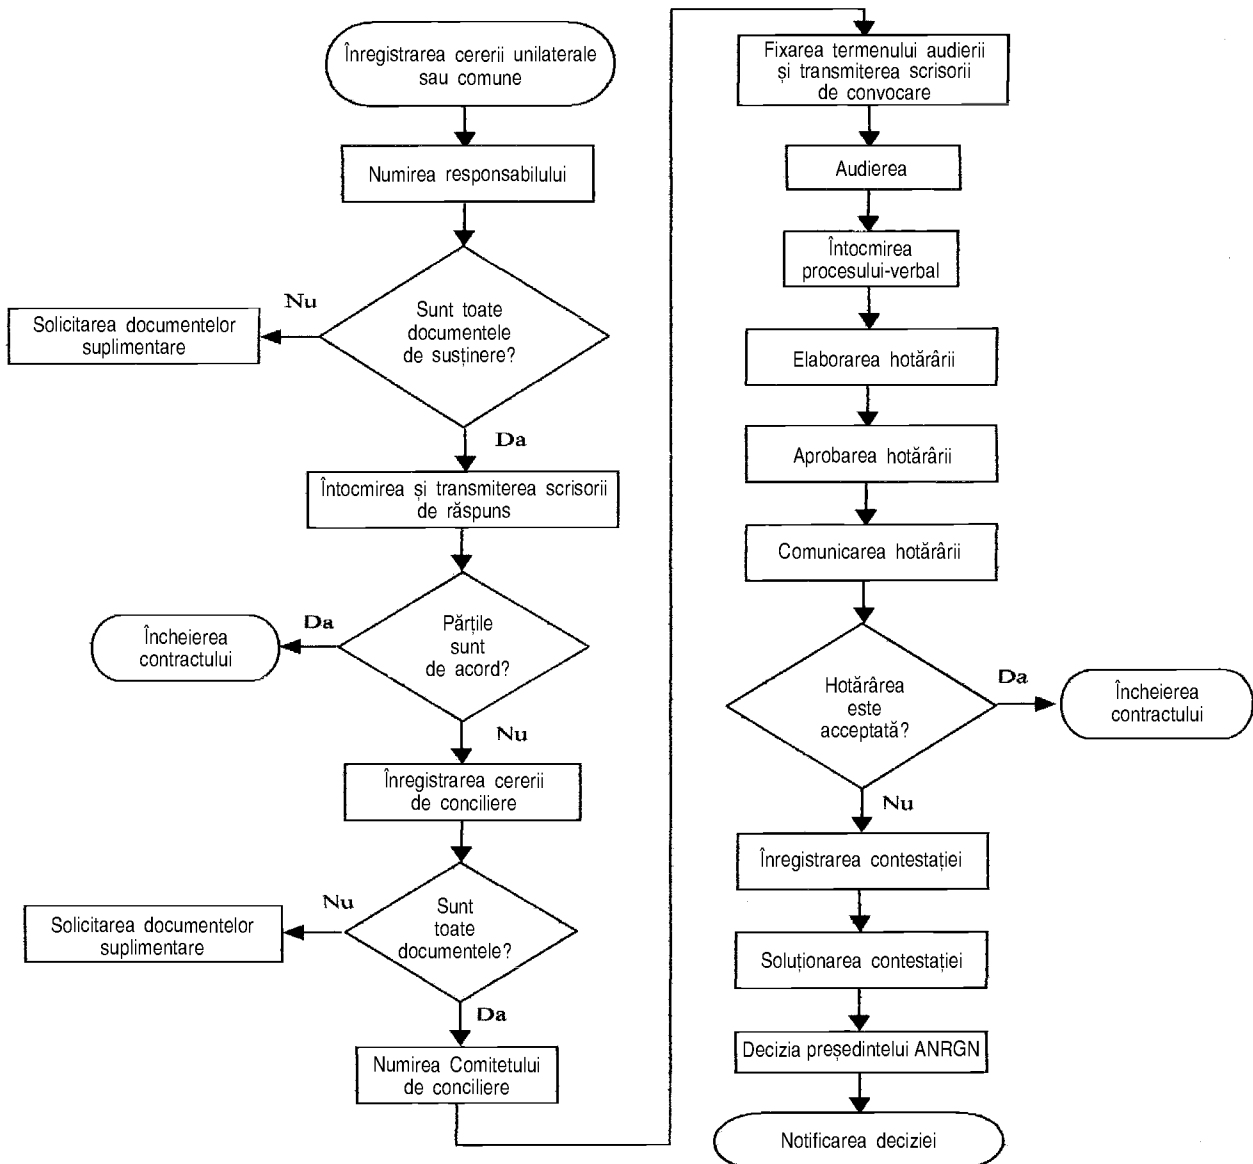 Înregistrarea cererii unilaterale
sau comune
Numirea responsabilului
Sunt toate
documentele
de susținere?
Nu
Solicitarea documentelor
suplimentare
Da
Întocmirea și transmiterea scrisorii
de răspuns
Părțile
sunt
de acord?
Da
Încheierea
contractului
Nu
Înregistrarea cererii
de conciliere
Sunt
toate
documentele?
Nu
Solicitarea documentelor
suplimentare
Da
Numirea Comitetului
de conciliere
Fixarea termenului audierii
și transmiterea scrisorii
de convocare
Audierea
Întocmirea
procesului-verbal
Elaborarea hotărârii
Aprobarea hotărârii
Comunicarea hotărârii
Hotărârea
este
acceptată?
Da
Încheierea
contractului
Nu
Înregistrarea contestației
Soluționarea contestației
Decizia președintelui ANRGN
Notificarea deciziei